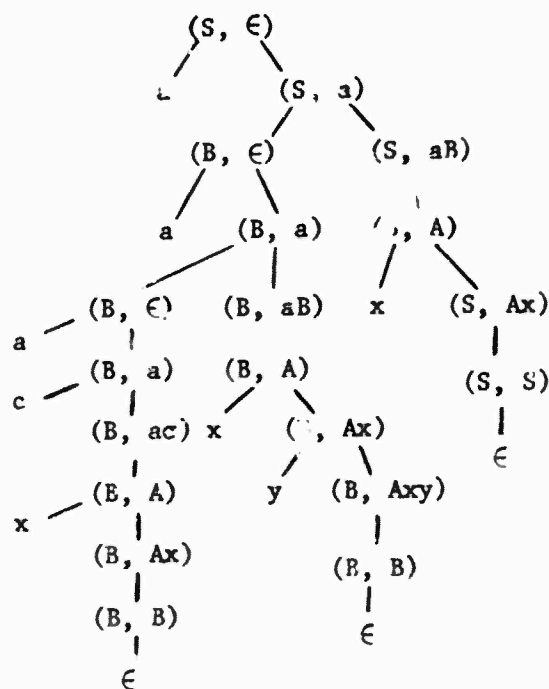 (S, ∈)
(S, a)
(B, ∈) (S, aB)
a (B, a) , A)
(B, ∈) (B, aB) x (S, Ax)
a
(B, a) (B, A) (S, S)
c
(B, ac) x , Ax) ∈
(B, A) y (B, Axy)
x
(B, Ax) (B, B)
(B, B) ∈
∈